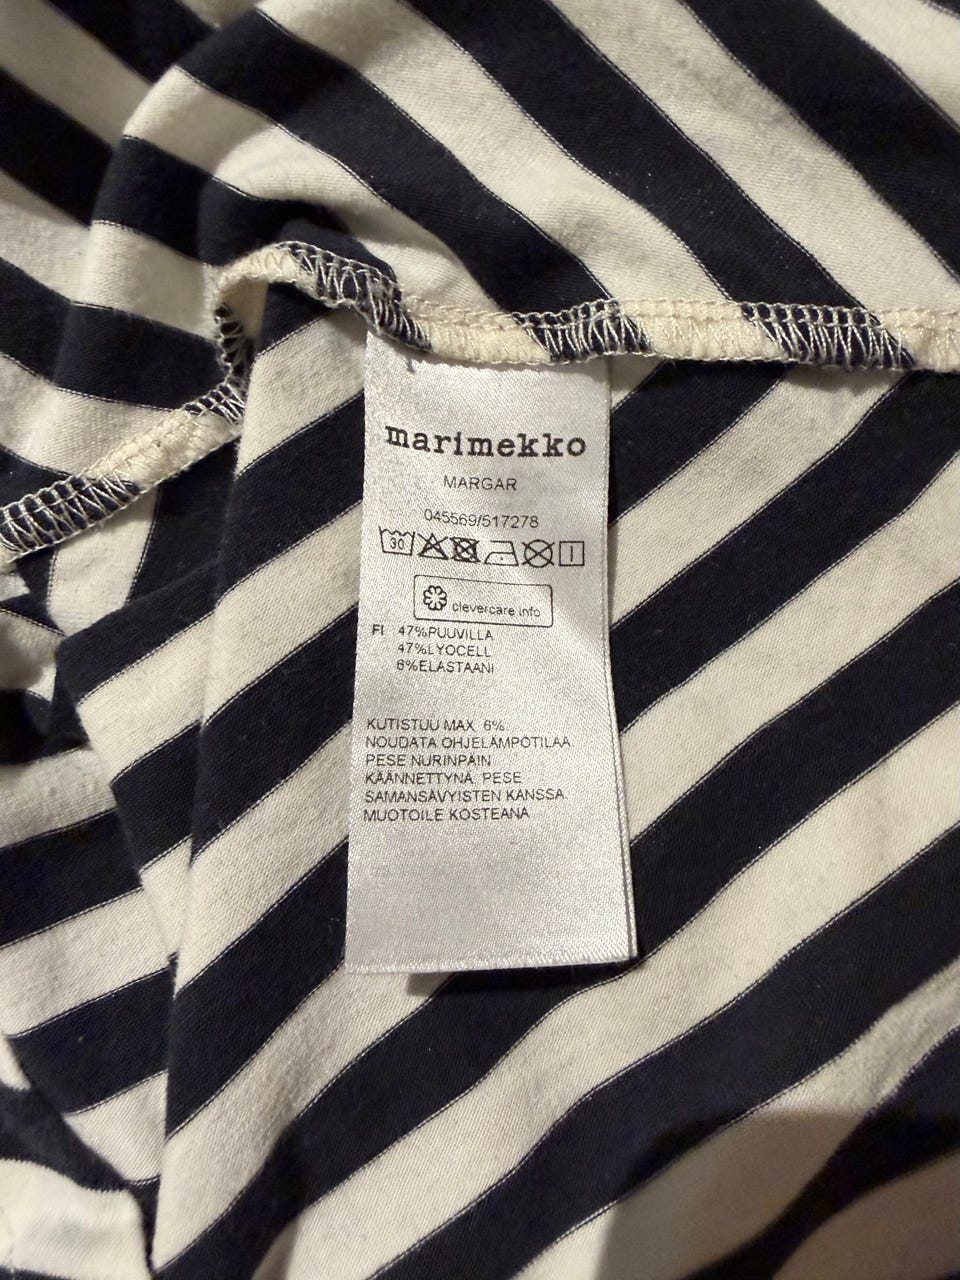 marimekko
MARGAR
045569/517278
30
clevercare.info
FI 47%PUUVILLA
47%LYOCELL
6%ELASTAANI
KUTISTUU MAX. 6%.
NOUDATA OHJELÄMPÖTILAA.
PESE NURINPÄIN
KÄÄNNETTYNÄ. PESE
SAMANSÄVYISTEN KANSSA.
MUOTOILE KOSTEANA